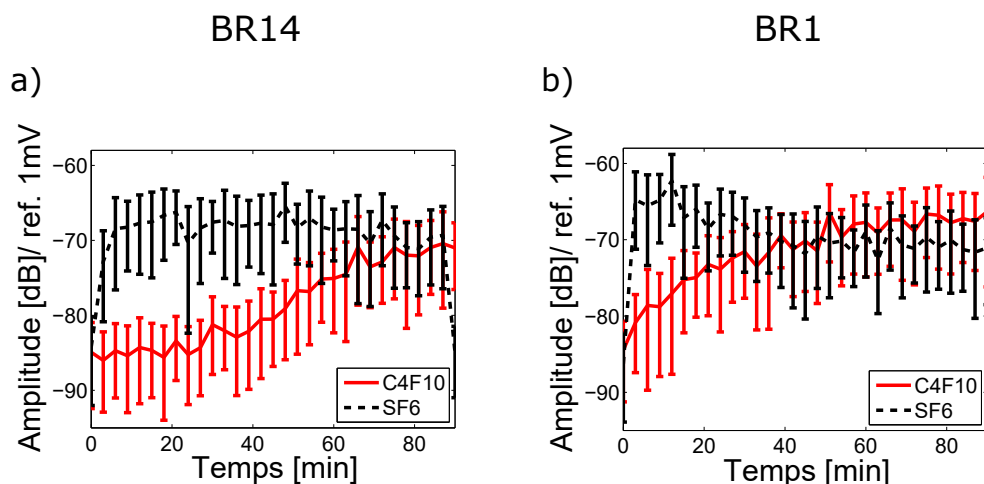 BR14
a)
Amplitude [dB]/ ref. 1mV
−60
−70
−80
−90
0 20 40 60 80
Temps [min]
C4F10
SF6
BR1
b)
Amplitude [dB]/ ref. 1mV
−60
−70
−80
−90
0 20 40 60 80
Temps [min]
C4F10
SF6